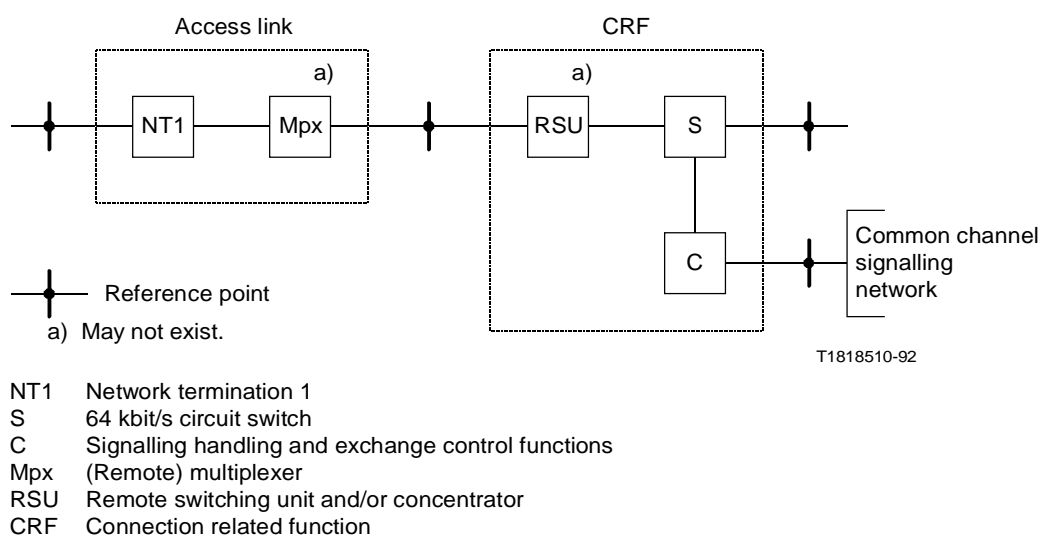 Access link
CRF
a)
a)
NT1
Mpx
RSU
S
C
Common channel
signalling
network
Reference point
a) May not exist.
T1818510-92
NT1 Network termination 1
S 64 kbit/s circuit switch
C Signalling handling and exchange control functions
Mpx (Remote) multiplexer
RSU Remote switching unit and/or concentrator
CRF Connection related function